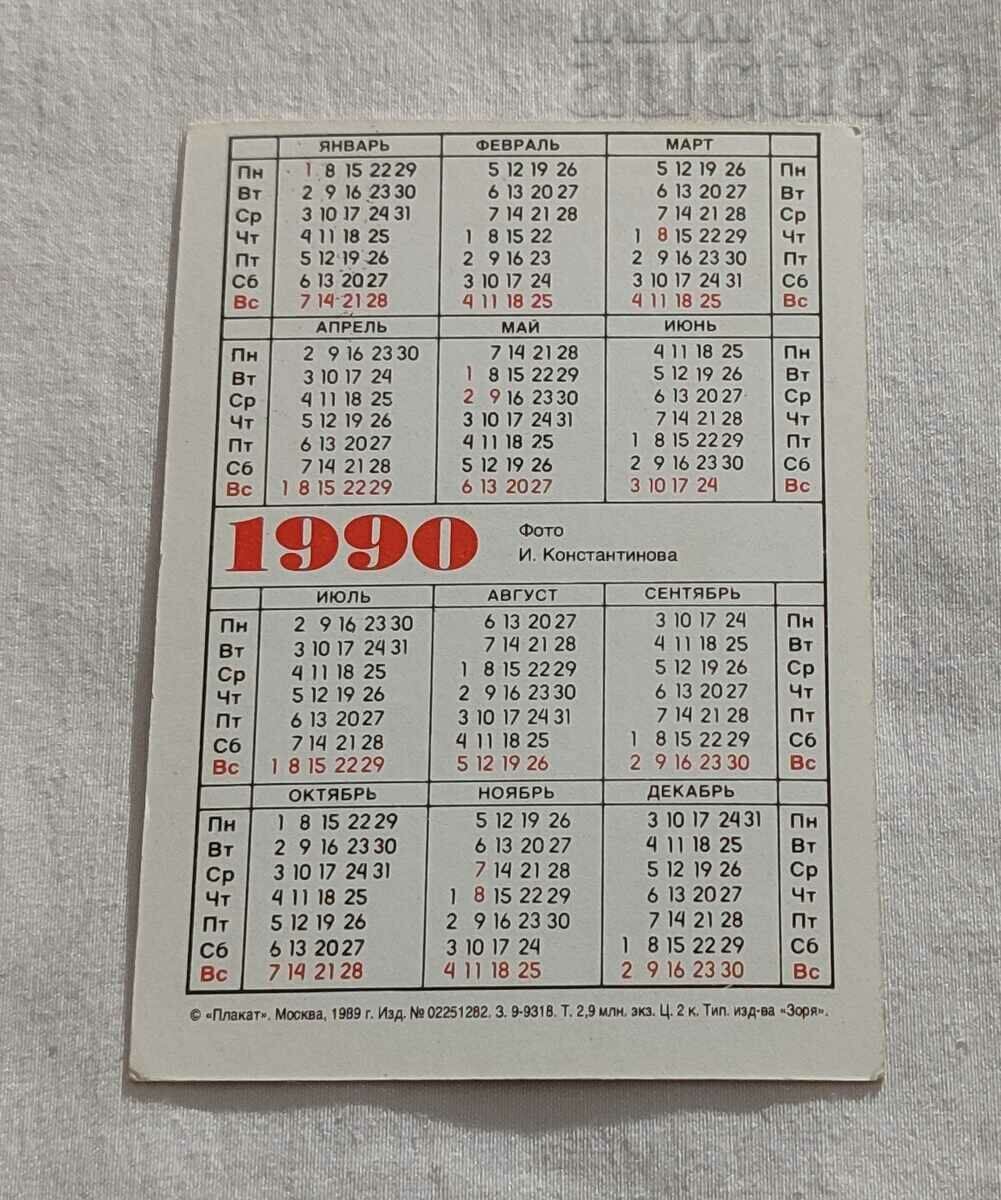 BALKAN
auction
ЯНВАРЬ ФЕВРАЛЬ МАРТ
Пн 1 8 15 22 29 5 12 19 26 5 12 19 26 Пн
Вт 2 9 16 23 30 6 13 20 27 6 13 20 27 Вт
Ср 3 10 17 24 31 7 14 21 28 7 14 21 28 Ср
Чт 4 11 18 25 1 8 15 22 1 8 15 22 29 Чт
Пт 5 12 19 26 2 9 16 23 2 9 16 23 30 Пт
Сб 6 13 20 27 3 10 17 24 3 10 17 24 31 Сб
Вс 7 14 21 28 4 11 18 25 4 11 18 25 Вс
АПРЕЛЬ МАЙ ИЮНЬ
Пн 2 9 16 23 30 7 14 21 28 4 11 18 25 Пн
Вт 3 10 17 24 1 8 15 22 29 5 12 19 26 Вт
Ср 4 11 18 25 2 9 16 23 30 6 13 20 27 Ср
Чт 5 12 19 26 3 10 17 24 31 7 14 21 28 Чт
Пт 6 13 20 27 4 11 18 25 1 8 15 22 29 Пт
Сб 7 14 21 28 5 12 19 26 2 9 16 23 30 Сб
Вс 1 8 15 22 29 6 13 20 27 3 10 17 24 Вс
1990
Фото
И. Константинова
ИЮЛЬ АВГУСТ СЕНТЯБРЬ
Пн 2 9 16 23 30 6 13 20 27 3 10 17 24 Пн
Вт 3 10 17 24 31 7 14 21 28 4 11 18 25 Вт
Ср 4 11 18 25 1 8 15 22 29 5 12 19 26 Ср
Чт 5 12 19 26 2 9 16 23 30 6 13 20 27 Чт
Пт 6 13 20 27 3 10 17 24 31 7 14 21 28 Пт
Сб 7 14 21 28 4 11 18 25 1 8 15 22 29 Сб
Вс 1 8 15 22 29 5 12 19 26 2 9 16 23 30 Вс
ОКТЯБРЬ НОЯБРЬ ДЕКАБРЬ
Пн 1 8 15 22 29 5 12 19 26 3 10 17 24 31 Пн
Вт 2 9 16 23 30 6 13 20 27 4 11 18 25 Вт
Ср 3 10 17 24 31 7 14 21 28 5 12 19 26 Ср
Чт 4 11 18 25 1 8 15 22 29 6 13 20 27 Чт
Пт 5 12 19 26 2 9 16 23 30 7 14 21 28 Пт
Сб 6 13 20 27 3 10 17 24 1 8 15 22 29 Сб
Вс 7 14 21 28 4 11 18 25 2 9 16 23 30 Вс
© «Плакат». Москва, 1989 г. Изд. № 02251282. З. 9-9318. Т. 2,9 млн. экз. Ц. 2 к. Тип. изд-ва «Зоря».